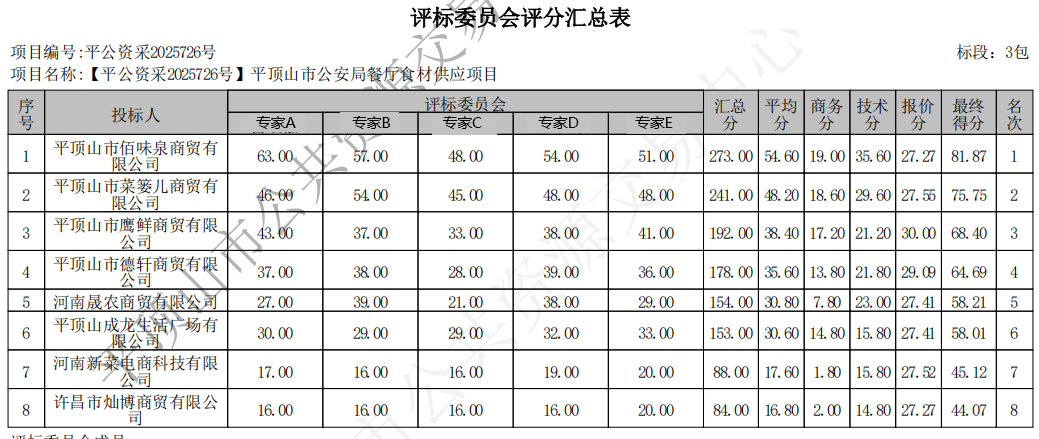 评标委员会评分汇总表
项目编号:平公资采2025726号 标段：3包
项目名称:【平公资采2025726号】平顶山市公安局餐厅食材供应项目
序号 投标人 评标委员会 汇总分 平均分 商务分 技术分 报价分 最终得分 名次
专家A 专家B 专家C 专家D 专家E
1 平顶山市佰味泉商贸有限公司 63.00 57.00 48.00 54.00 51.00 273.00 54.60 19.00 35.60 27.27 81.87 1
2 平顶山市菜篓儿商贸有限公司 46.00 54.00 45.00 48.00 48.00 241.00 48.20 18.60 29.60 27.55 75.75 2
3 平顶山市鹰鲜商贸有限公司 43.00 37.00 33.00 38.00 41.00 192.00 38.40 17.20 21.20 30.00 68.40 3
4 平顶山市德轩商贸有限公司 37.00 38.00 28.00 39.00 36.00 178.00 35.60 13.80 21.80 29.09 64.69 4
5 河南晟农商贸有限公司 27.00 39.00 21.00 38.00 29.00 154.00 30.80 7.80 23.00 27.41 58.21 5
6 平顶山成龙生活广场有限公司 30.00 29.00 29.00 32.00 33.00 153.00 30.60 14.80 15.80 27.41 58.01 6
7 河南新菜电商科技有限公司 17.00 16.00 16.00 19.00 20.00 88.00 17.60 1.80 15.80 27.52 45.12 7
8 许昌市灿博商贸有限公司 16.00 16.00 16.00 16.00 20.00 84.00 16.80 2.00 14.80 27.27 44.07 8
平顶山市公共资源交易中心